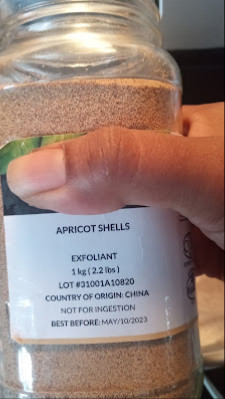 APRICOT SHELLS
EXFOLIANT
1 kg ( 2.2 lbs )
LOT #31001A10820
COUNTRY OF ORIGIN: CHINA
NOT FOR INGESTION
BEST BEFORE: MAY/10/2023